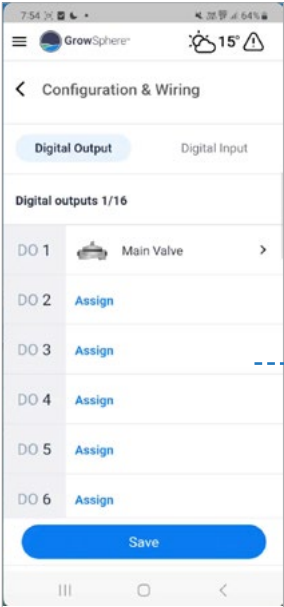 7:54
64%
GrowSphere™
15°
Configuration & Wiring
Digital Output Digital Input
Digital outputs 1/16
DO 1 Main Valve
DO 2 Assign
DO 3 Assign
DO 4 Assign
DO 5 Assign
DO 6 Assign
Save